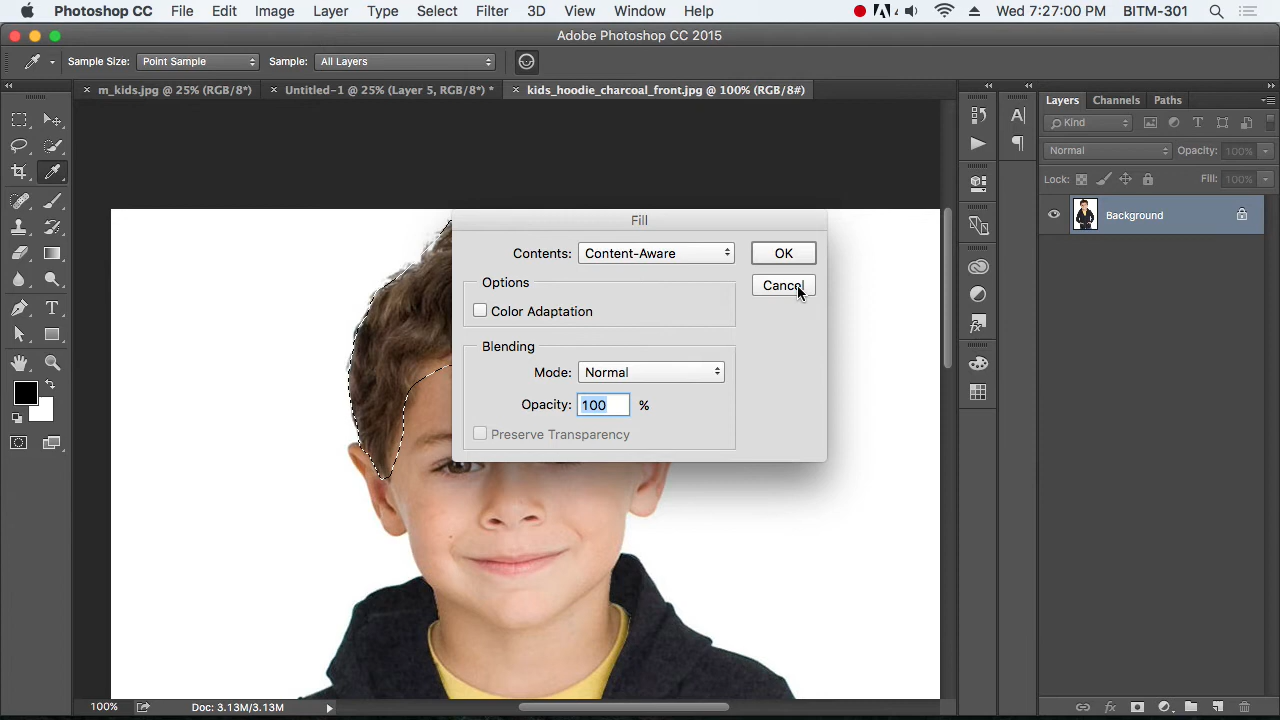 Photoshop CC File Edit Image Layer Type Select Filter 3D View Window Help 4 Wed 7:27:00 PM BITM-301
Adobe Photoshop CC 2015
Sample Size: Point Sample Sample: All Layers
× m_kids.jpg @ 25% (RGB/8*) × Untitled-1 @ 25% (Layer 5, RGB/8*) * × kids_hoodie_charcoal_front.jpg @ 100% (RGB/8#)
Layers Channels Paths
Kind
Normal Opacity: 100%
Lock: Fill: 100%
Background
Fill
Contents: Content-Aware OK
Cancel
Options
Color Adaptation
Blending
Mode: Normal
Opacity: 100 %
Preserve Transparency
100% Doc: 3.13M/3.13M